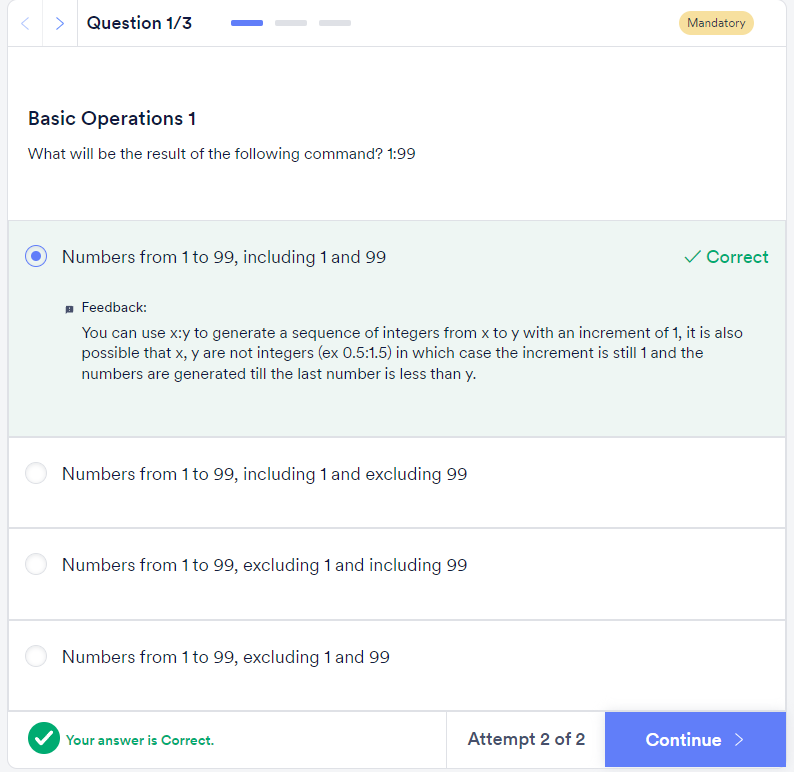 Question 1/3
Mandatory
Basic Operations 1
What will be the result of the following command? 1:99
Numbers from 1 to 99, including 1 and 99
Correct
Feedback:
You can use x:y to generate a sequence of integers from x to y with an increment of 1, it is also
possible that x, y are not integers (ex 0.5:1.5) in which case the increment is still 1 and the
numbers are generated till the last number is less than y.
Numbers from 1 to 99, including 1 and excluding 99
Numbers from 1 to 99, excluding 1 and including 99
Numbers from 1 to 99, excluding 1 and 99
Your answer is Correct.
Attempt 2 of 2
Continue